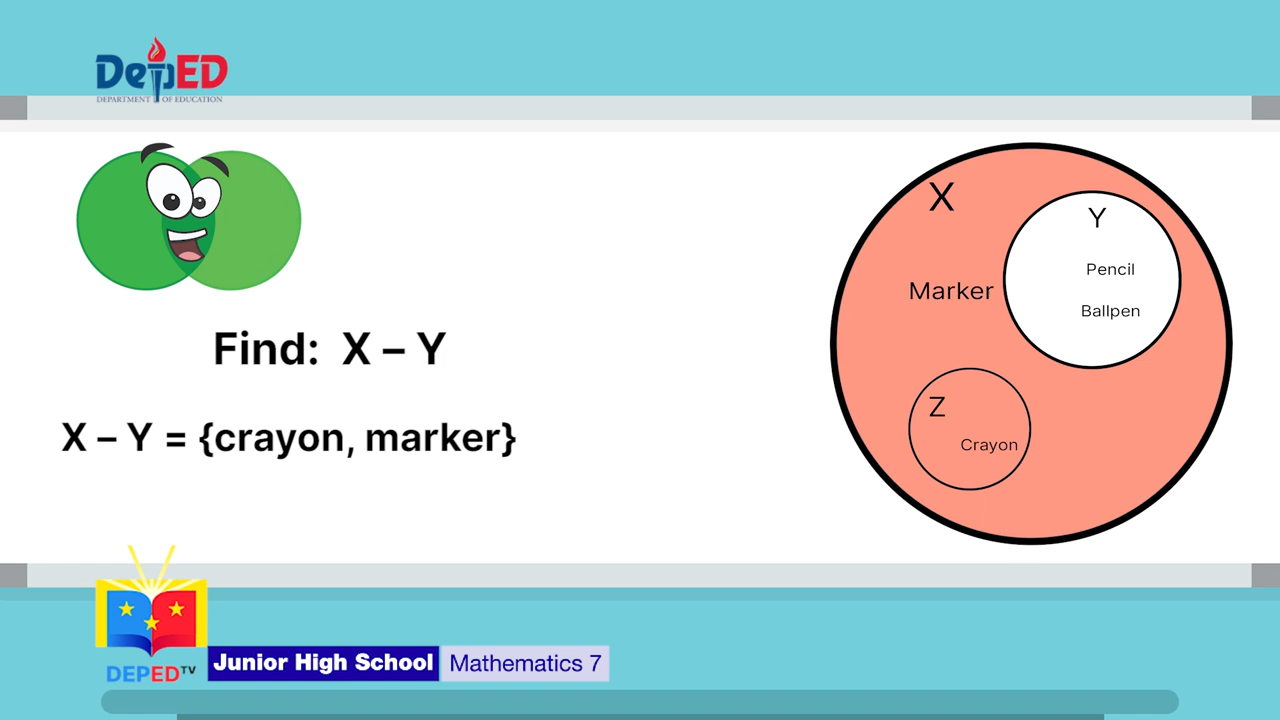 DepED
DEPARTMENT OF EDUCATION
X
Y
Pencil
Marker
Ballpen
Find: X – Y
Z
X – Y = {crayon, marker}
Crayon
DEPED TV
Junior High School
Mathematics 7